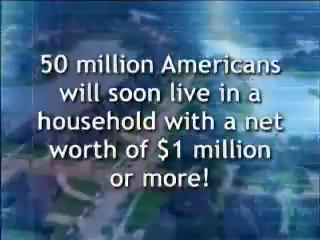 50 million Americans
will soon live in a
household with a net
worth of $1 million
or more!